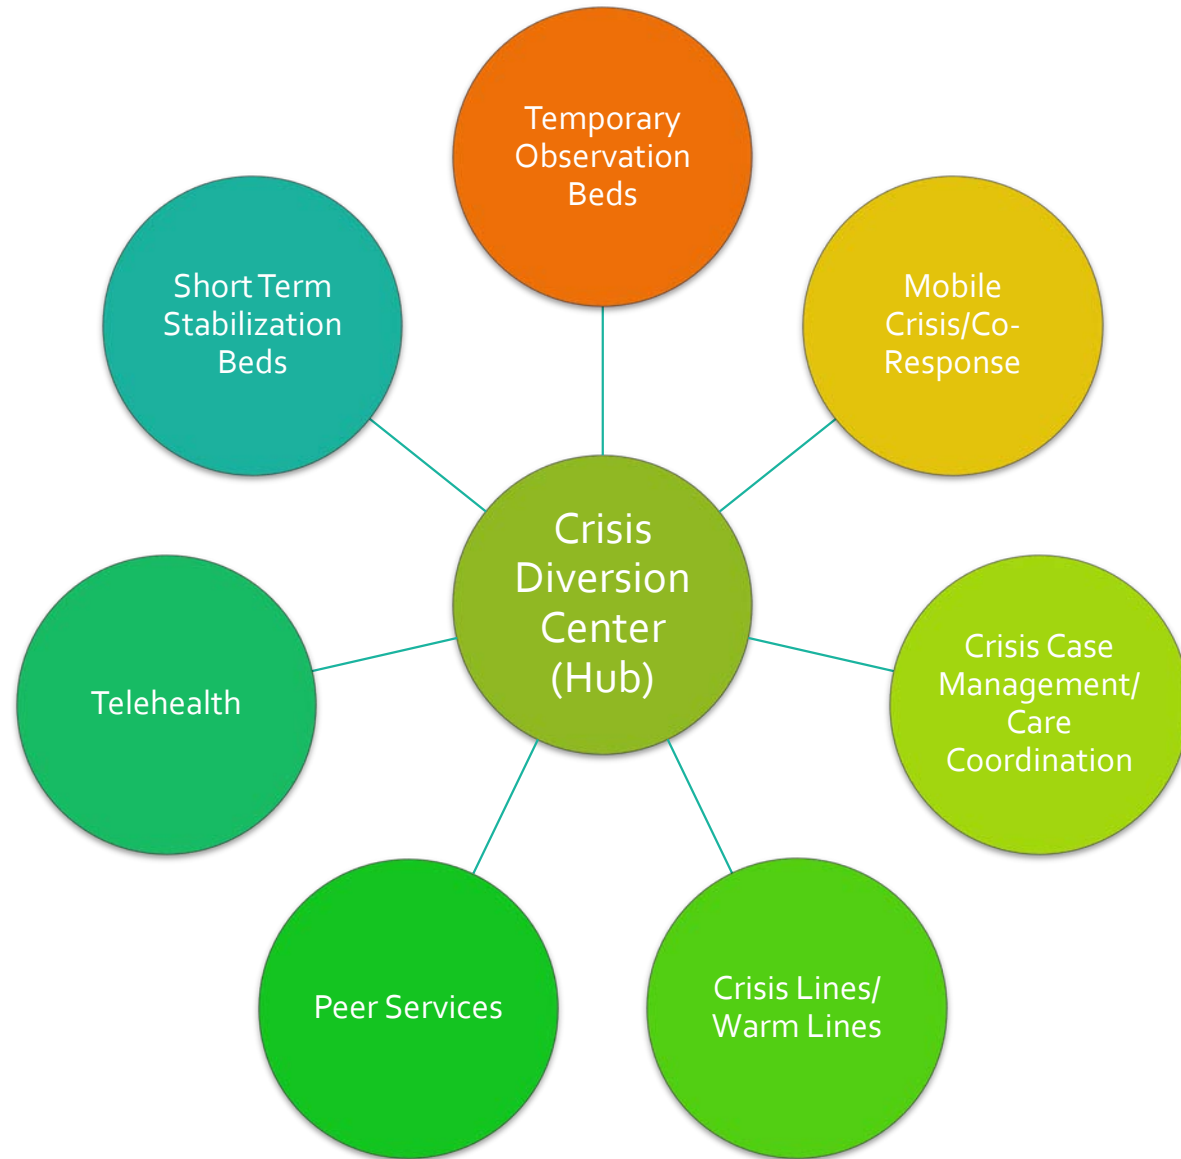 Temporary
Observation
Beds
Mobile
Crisis/Co-
Response
Crisis Case
Management/
Care
Coordination
Crisis Lines/
Warm Lines
Peer Services
Telehealth
Short Term
Stabilization
Beds
Crisis
Diversion
Center
(Hub)